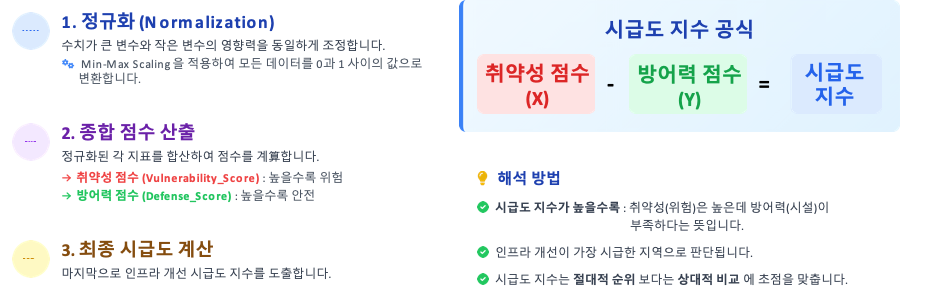 1. 정규화 (Normalization)
수치가 큰 변수와 작은 변수의 영향력을 동일하게 조정합니다.
Min-Max Scaling 을 적용하여 모든 데이터를 0과 1 사이의 값으로
변환합니다.
2. 종합 점수 산출
정규화된 각 지표를 합산하여 점수를 계算합니다.
→ 취약성 점수 (Vulnerability_Score) : 높을수록 위험
→ 방어력 점수 (Defense_Score) : 높을수록 안전
3. 최종 시급도 계산
마지막으로 인프라 개선 시급도 지수를 도출합니다.
시급도 지수 공식
취약성 점수
(X)
-
방어력 점수
(Y)
=
시급도
지수
해석 방법
시급도 지수가 높을수록 : 취약성(위험)은 높은데 방어력(시설)이
부족하다는 뜻입니다.
인프라 개선이 가장 시급한 지역으로 판단됩니다.
시급도 지수는 절대적 순위 보다는 상대적 비교 에 초점을 맞춥니다.